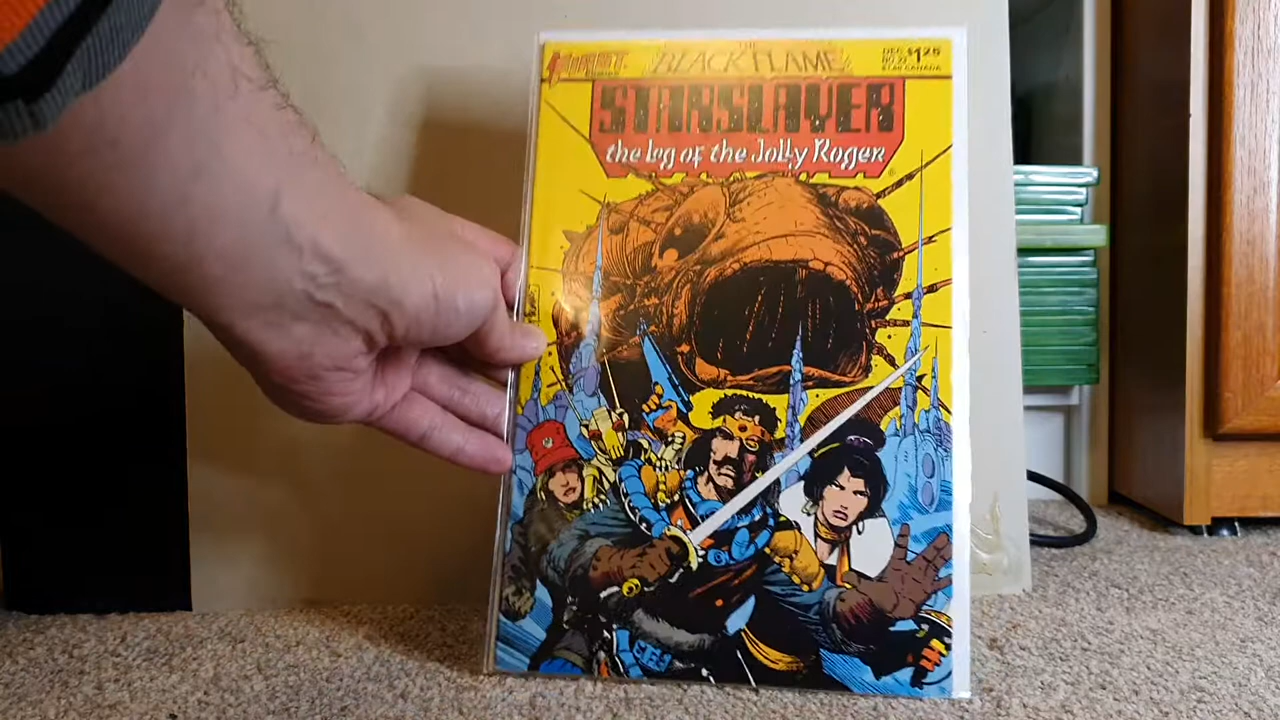 FIRST
THE
BLACK FLAME
DEC
$1.25
STARSLAYER
the log of the Jolly Roger